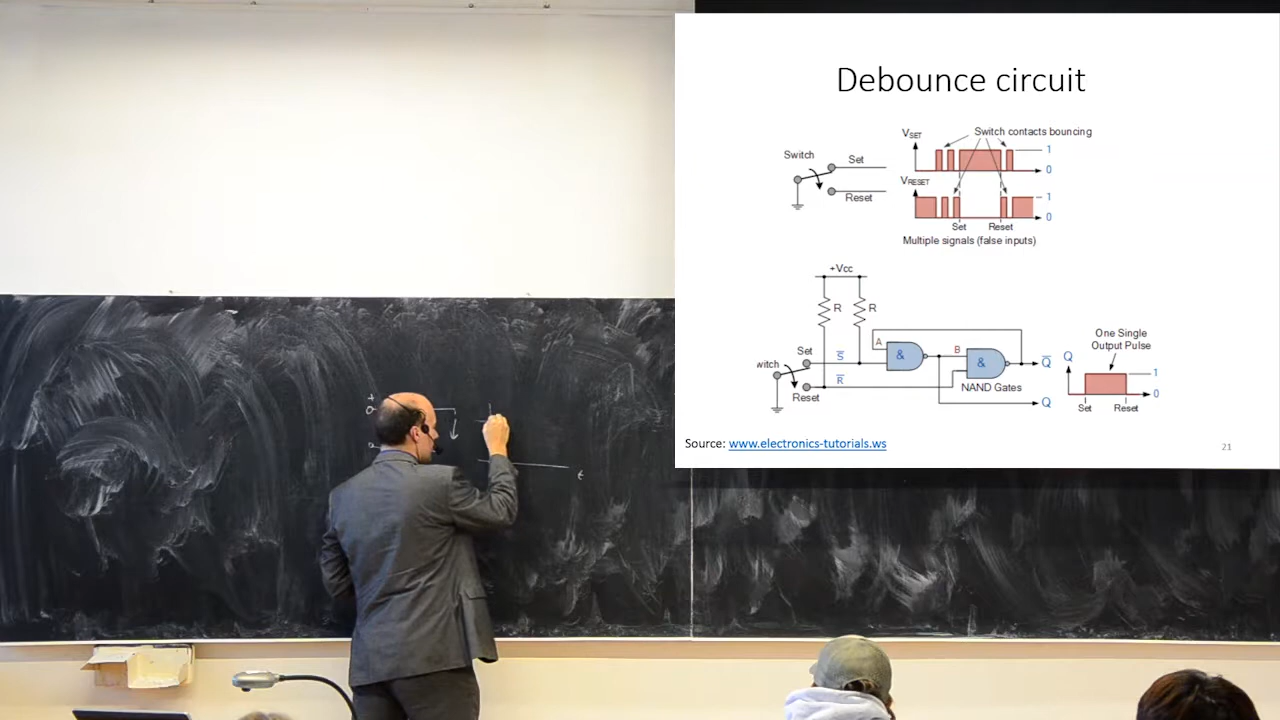 Debounce circuit
V_SET
Switch contacts bouncing
1
0
Switch
Set
Reset
V_RESET
1
0
Set Reset
Multiple signals (false inputs)
+Vcc
R R
Set
witch
Reset
S̅
R̅
A
&
B
&
NAND Gates
Q̅
Q
One Single
Output Pulse
Q
1
0
Set Reset
Source: www.electronics-tutorials.ws
21
+
t